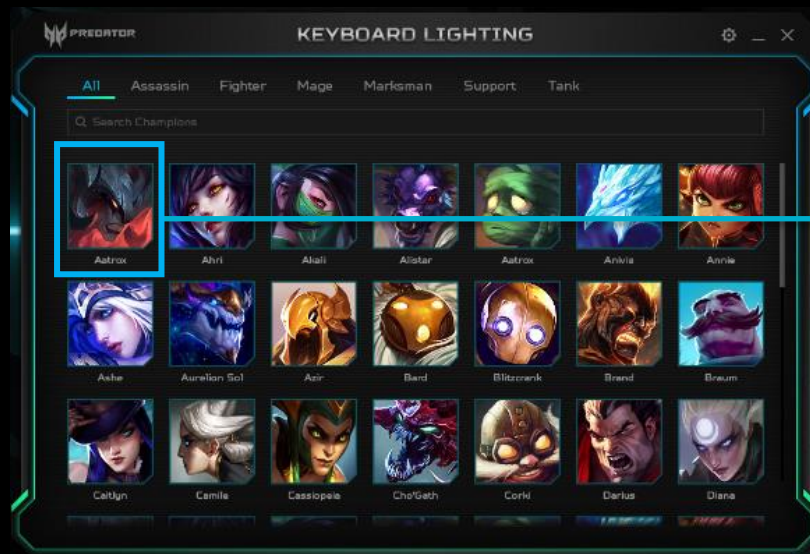 PREDATOR
KEYBOARD LIGHTING
All Assassin Fighter Mage Marksman Support Tank
Search Champions
Aatrox Ahri Akali Alistar Aatrox Anivia Annie
Ashe Aurelion Sol Azir Bard Blitzcrank Brand Braum
Caitlyn Camile Cassiopeia Cho'Gath Corki Darius Diana